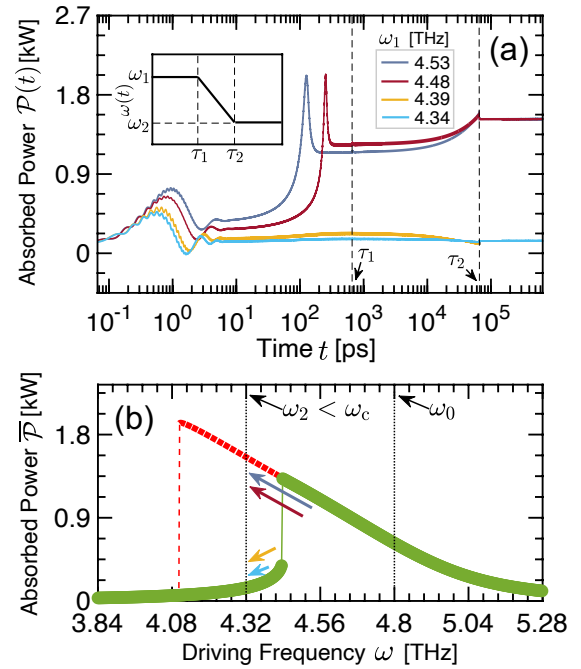 2.7
1.8
0.9
0
Absorbed Power 𝒫(t) [kW]
(a)
ω₁ [THz]
4.53
4.48
4.39
4.34
ω(t)
ω₁
ω₂
τ₁
τ₂
τ₁
τ₂
10⁻¹ 10⁰ 10¹ 10² 10³ 10⁴ 10⁵
Time t [ps]
(b)
ω₂ < ω_c
ω₀
Absorbed Power 𝒫̅ [kW]
1.8
0.9
0
3.84 4.08 4.32 4.56 4.8 5.04 5.28
Driving Frequency ω [THz]